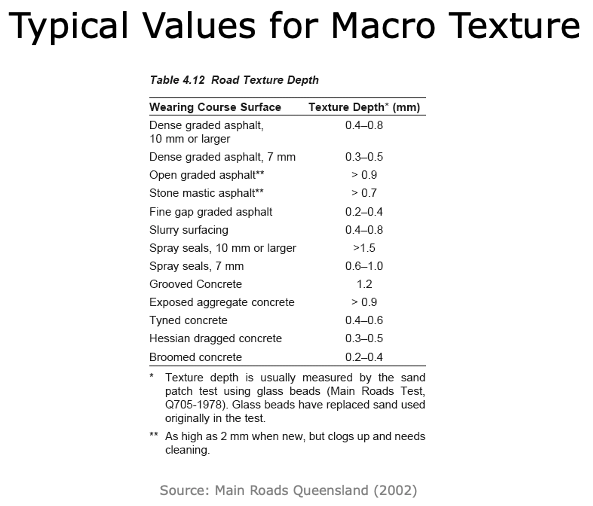 Typical Values for Macro Texture
Table 4.12 Road Texture Depth
Wearing Course Surface Texture Depth* (mm)
Dense graded asphalt, 0.4–0.8
10 mm or larger
Dense graded asphalt, 7 mm 0.3–0.5
Open graded asphalt** > 0.9
Stone mastic asphalt** > 0.7
Fine gap graded asphalt 0.2–0.4
Slurry surfacing 0.4–0.8
Spray seals, 10 mm or larger >1.5
Spray seals, 7 mm 0.6–1.0
Grooved Concrete 1.2
Exposed aggregate concrete > 0.9
Tyned concrete 0.4–0.6
Hessian dragged concrete 0.3–0.5
Broomed concrete 0.2–0.4
* Texture depth is usually measured by the sand
patch test using glass beads (Main Roads Test,
Q705-1978). Glass beads have replaced sand used
originally in the test.
** As high as 2 mm when new, but clogs up and needs
cleaning.
Source: Main Roads Queensland (2002)